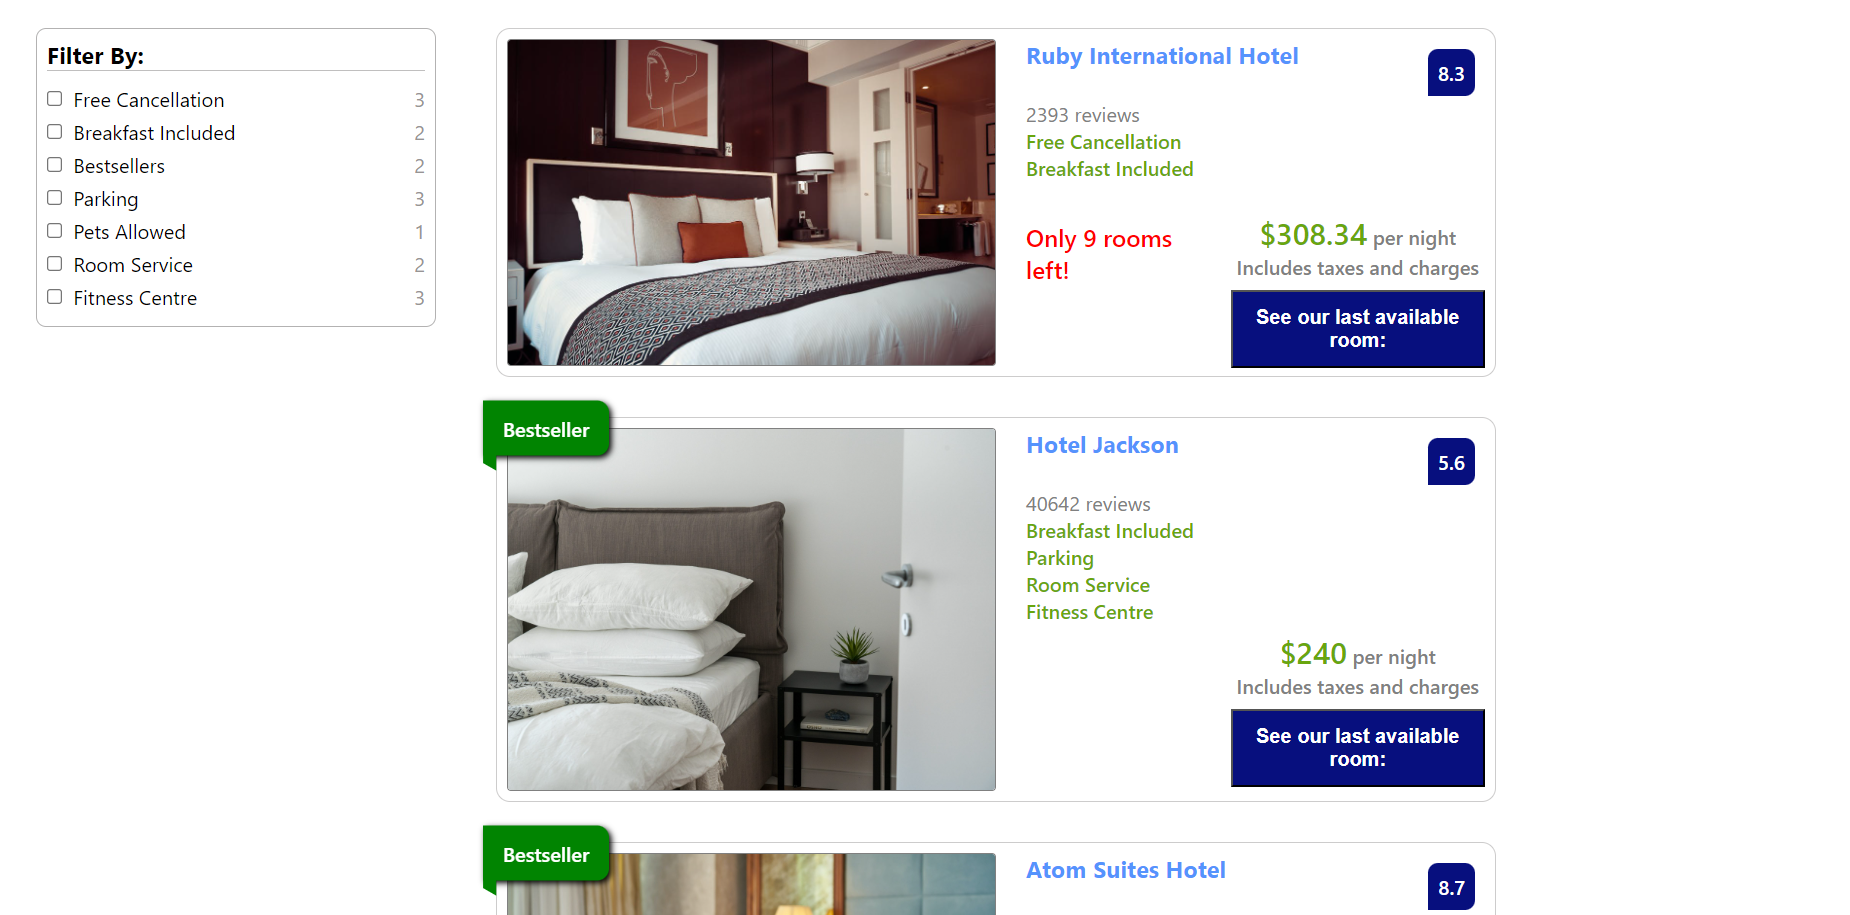 Filter By:
Free Cancellation 3
Breakfast Included 2
Bestsellers 2
Parking 3
Pets Allowed 1
Room Service 2
Fitness Centre 3
Ruby International Hotel
8.3
2393 reviews
Free Cancellation
Breakfast Included
Only 9 rooms
left!
$308.34 per night
Includes taxes and charges
See our last available
room:
Bestseller
Hotel Jackson
5.6
40642 reviews
Breakfast Included
Parking
Room Service
Fitness Centre
$240 per night
Includes taxes and charges
See our last available
room:
Bestseller
Atom Suites Hotel
8.7